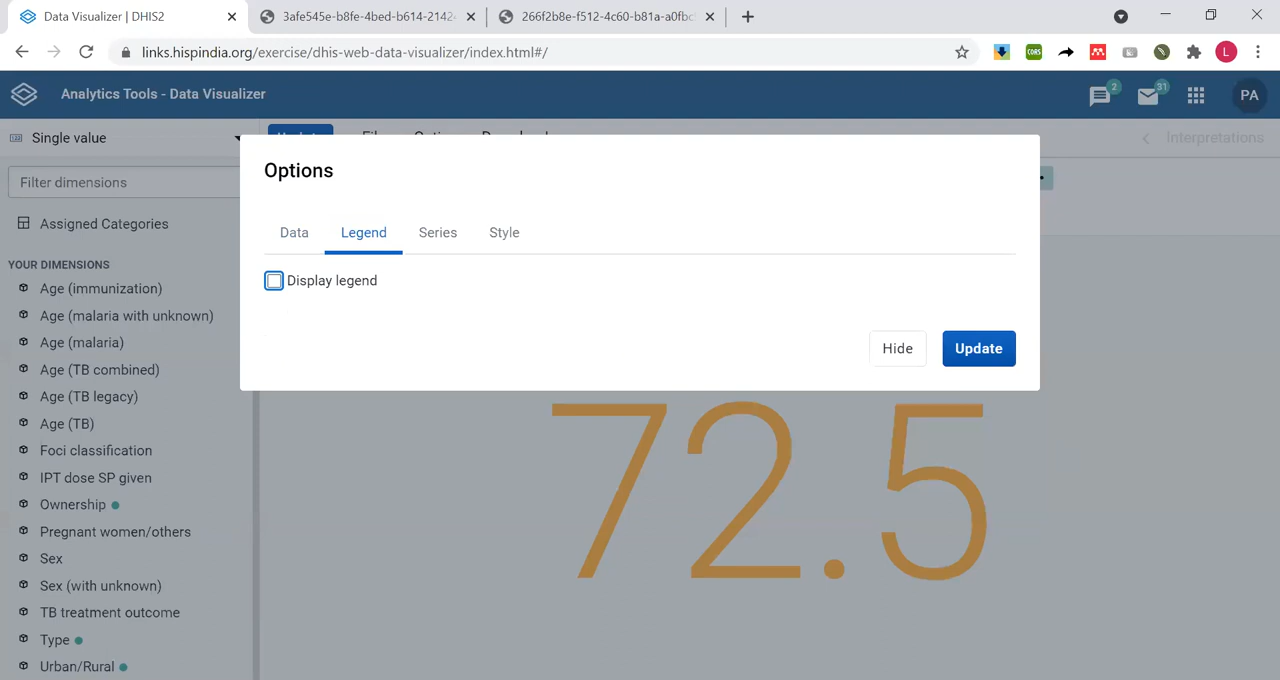 Data Visualizer | DHIS2
3afe545e-b8fe-4bed-b614-21424
266f2b8e-f512-4c60-b81a-a0fbc
links.hispindia.org/exercise/dhis-web-data-visualizer/index.html#/
CORS
L
Analytics Tools - Data Visualizer
2
31
PA
Single value
Interpretations
Filter dimensions
Assigned Categories
YOUR DIMENSIONS
Age (immunization)
Age (malaria with unknown)
Age (malaria)
Age (TB combined)
Age (TB legacy)
Age (TB)
Foci classification
IPT dose SP given
Ownership
Pregnant women/others
Sex
Sex (with unknown)
TB treatment outcome
Type
Urban/Rural
Options
Data Legend Series Style
Display legend
Hide Update
72.5